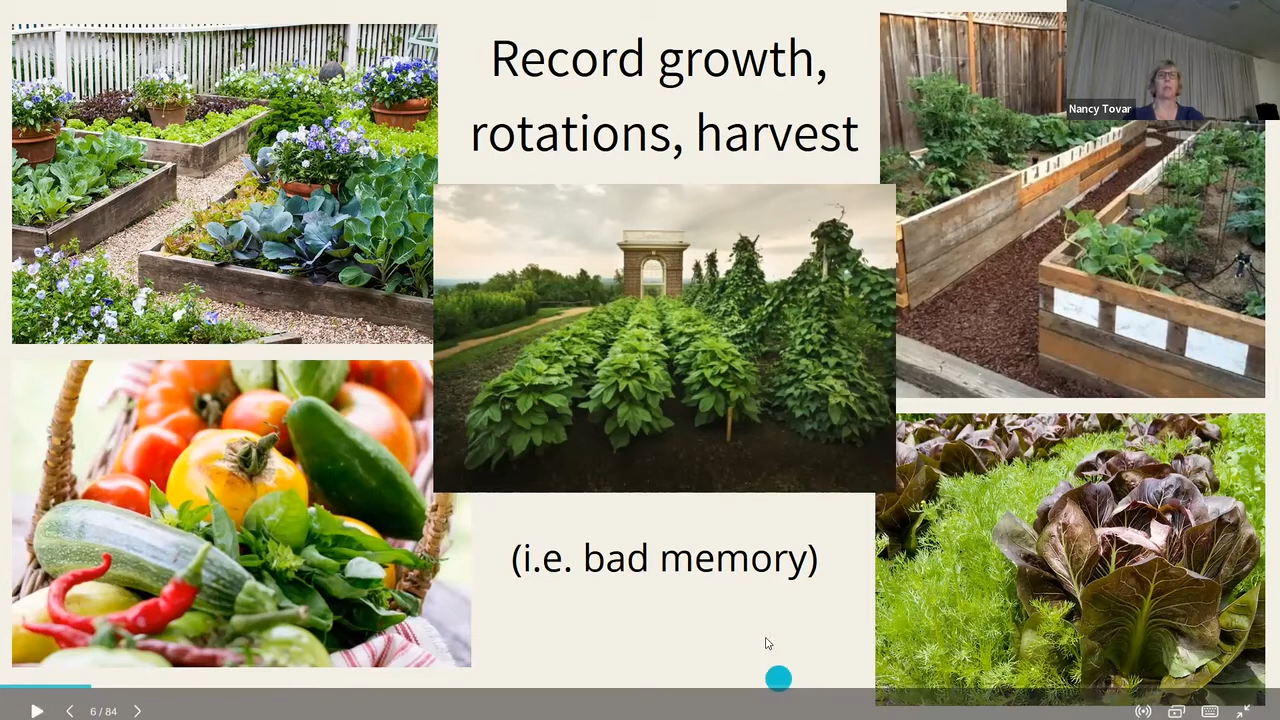 Record growth,
rotations, harvest
Nancy Tovar
(i.e. bad memory)
6 / 84